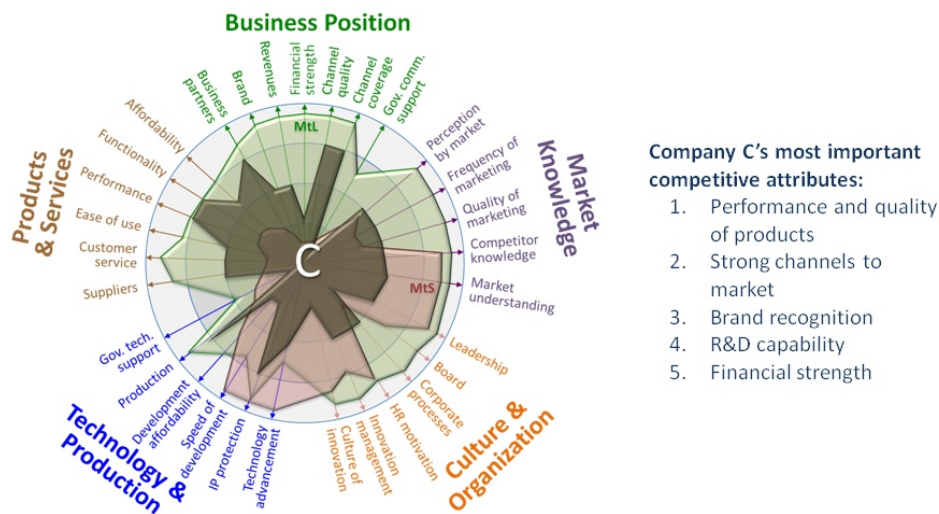 Business Position
Business
partners
Brand
Revenues
Financial
strength
Channel
quality
Channel
coverage
Gov. comm.
support
MtL
Perception
by market
Frequency of
marketing
Quality of
marketing
Competitor
knowledge
Market
understanding
Market
Knowledge
MtS
C
Products
& Services
Affordability
Functionality
Performance
Ease of use
Customer
service
Suppliers
Gov. tech.
support
Production
Development
affordability
Speed of
development
IP protection
Technology
advancement
Technology &
Production
Culture of
innovation
Innovation
management
HR motivation
Corporate
processes
Board
Leadership
Culture &
Organization
Company C's most important
competitive attributes:
1. Performance and quality
of products
2. Strong channels to
market
3. Brand recognition
4. R&D capability
5. Financial strength